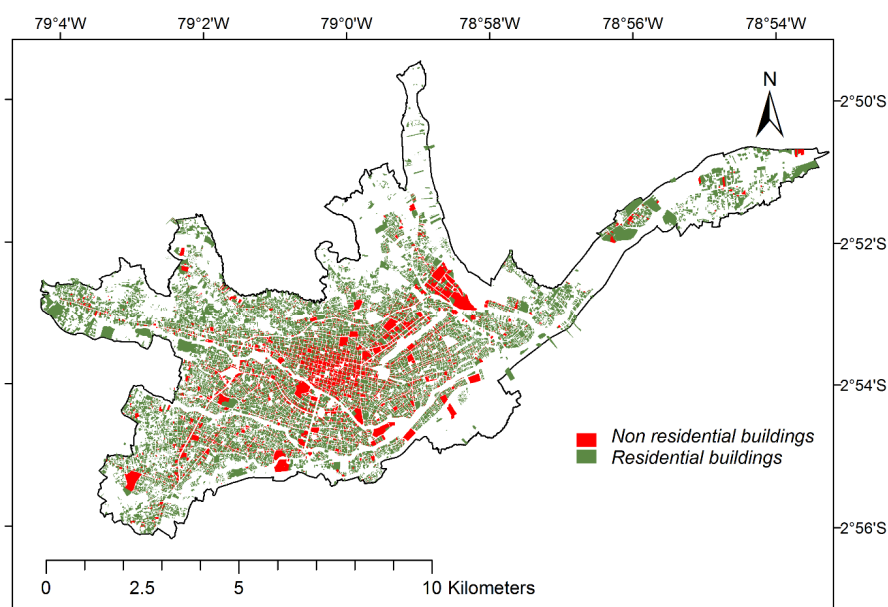 79°4'W 79°2'W 79°0'W 78°58'W 78°56'W 78°54'W
N
2°50'S
2°52'S
2°54'S
2°56'S
Non residential buildings
Residential buildings
0 2.5 5 10 Kilometers